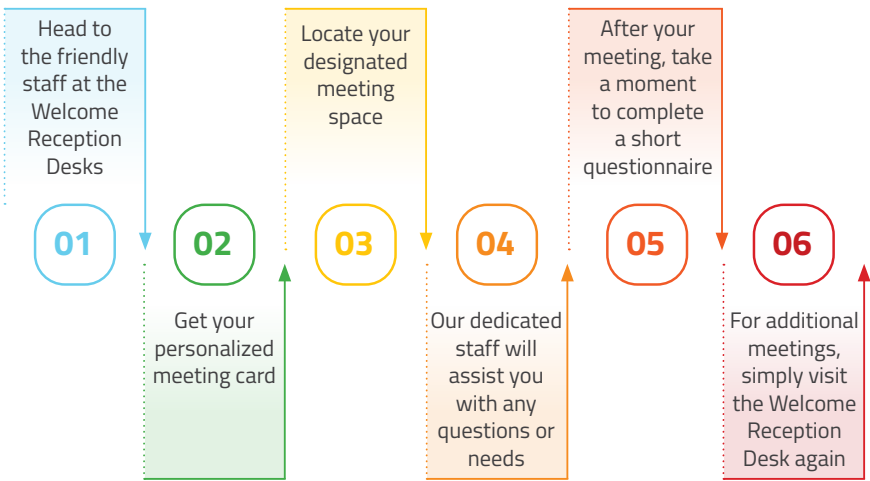 Head to
the friendly
staff at the
Welcome
Reception
Desks
01
02
Get your
personalized
meeting card
Locate your
designated
meeting
space
03
04
Our dedicated
staff will
assist you
with any
questions or
needs
After your
meeting, take
a moment
to complete
a short
questionnaire
05
06
For additional
meetings,
simply visit
the Welcome
Reception
Desk again